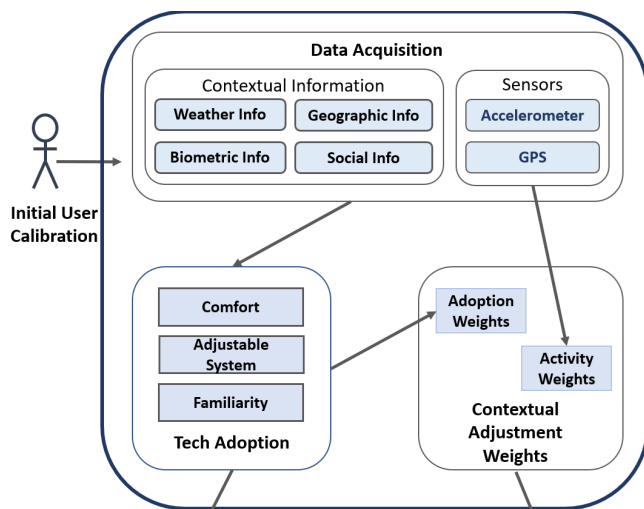 Data Acquisition
Contextual Information
Weather Info
Geographic Info
Biometric Info
Social Info
Sensors
Accelerometer
GPS
Initial User
Calibration
Comfort
Adjustable
System
Familiarity
Tech Adoption
Adoption
Weights
Activity
Weights
Contextual
Adjustment
Weights